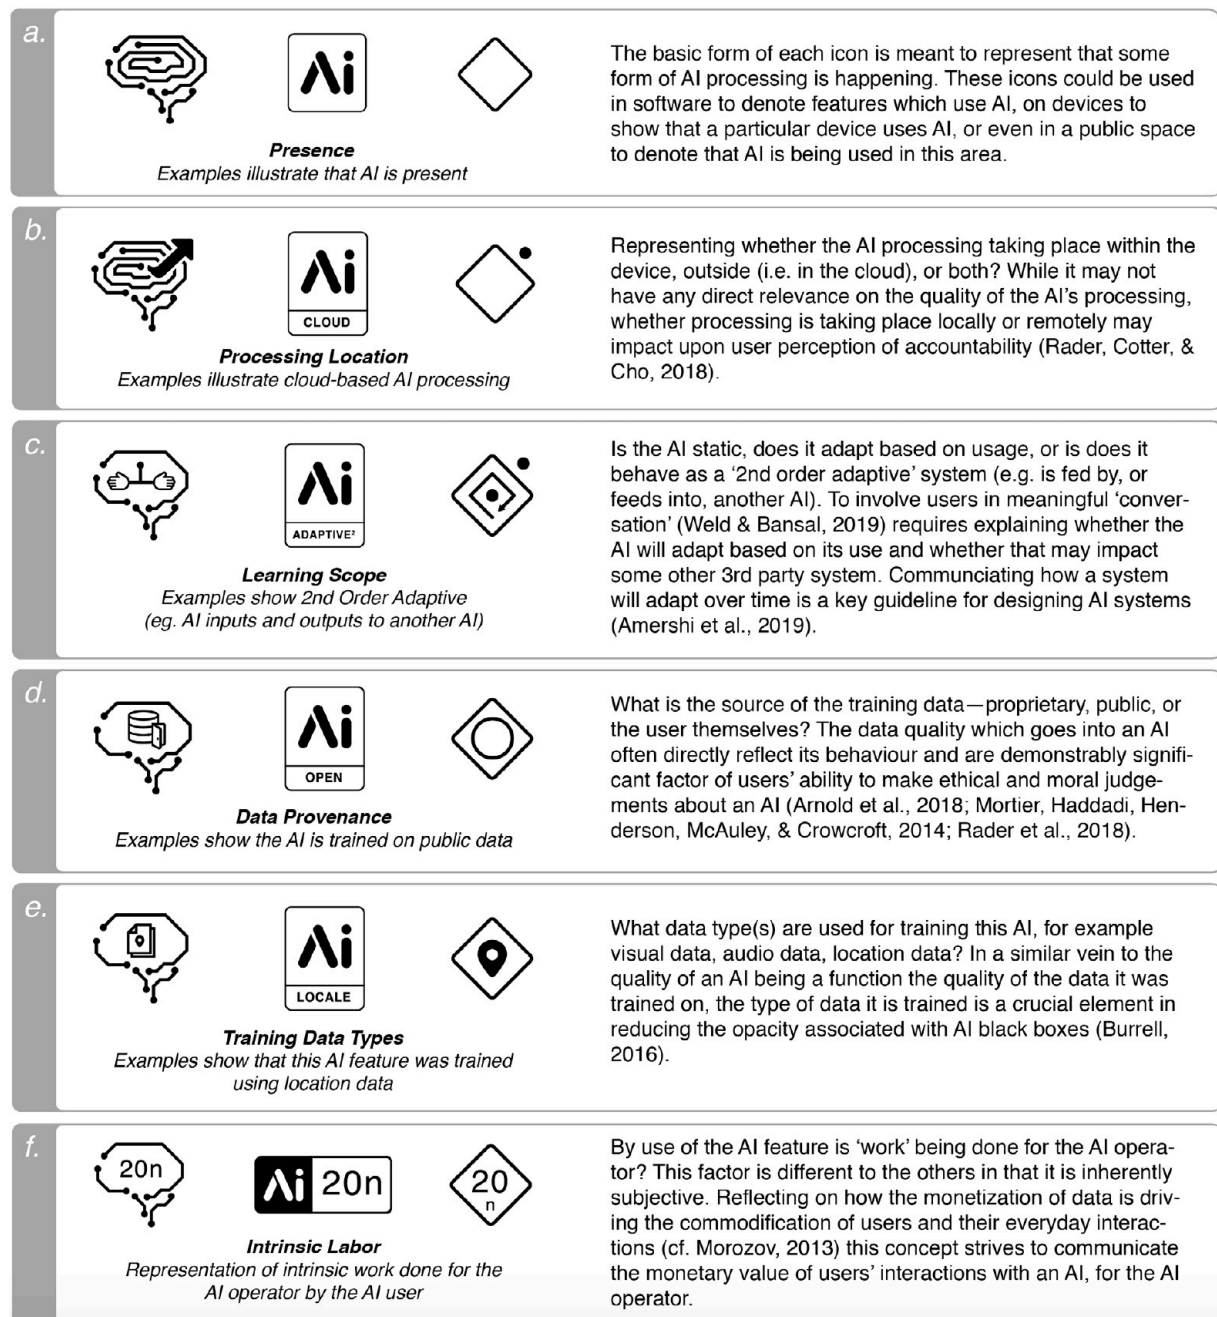 a.
Ai
Presence
Examples illustrate that AI is present
The basic form of each icon is meant to represent that some
form of AI processing is happening. These icons could be used
in software to denote features which use AI, on devices to
show that a particular device uses AI, or even in a public space
to denote that AI is being used in this area.
b.
Ai
CLOUD
Processing Location
Examples illustrate cloud-based AI processing
Representing whether the AI processing taking place within the
device, outside (i.e. in the cloud), or both? While it may not
have any direct relevance on the quality of the AI's processing,
whether processing is taking place locally or remotely may
impact upon user perception of accountability (Rader, Cotter, &
Cho, 2018).
c.
Ai
ADAPTIVE²
Learning Scope
Examples show 2nd Order Adaptive
(eg. AI inputs and outputs to another AI)
Is the AI static, does it adapt based on usage, or is does it
behave as a '2nd order adaptive' system (e.g. is fed by, or
feeds into, another AI). To involve users in meaningful 'conver-
sation' (Weld & Bansal, 2019) requires explaining whether the
AI will adapt based on its use and whether that may impact
some other 3rd party system. Communciating how a system
will adapt over time is a key guideline for designing AI systems
(Amershi et al., 2019).
d.
Ai
OPEN
Data Provenance
Examples show the AI is trained on public data
What is the source of the training data—proprietary, public, or
the user themselves? The data quality which goes into an AI
often directly reflect its behaviour and are demonstrably signifi-
cant factor of users' ability to make ethical and moral judge-
ments about an AI (Arnold et al., 2018; Mortier, Haddadi, Hen-
derson, McAuley, & Crowcroft, 2014; Rader et al., 2018).
e.
Ai
LOCALE
Training Data Types
Examples show that this AI feature was trained
using location data
What data type(s) are used for training this AI, for example
visual data, audio data, location data? In a similar vein to the
quality of an AI being a function the quality of the data it was
trained on, the type of data it is trained is a crucial element in
reducing the opacity associated with AI black boxes (Burrell,
2016).
f.
20n
Ai 20n
20
n
Intrinsic Labor
Representation of intrinsic work done for the
AI operator by the AI user
By use of the AI feature is 'work' being done for the AI opera-
tor? This factor is different to the others in that it is inherently
subjective. Reflecting on how the monetization of data is driv-
ing the commodification of users and their everyday interac-
tions (cf. Morozov, 2013) this concept strives to communicate
the monetary value of users' interactions with an AI, for the AI
operator.